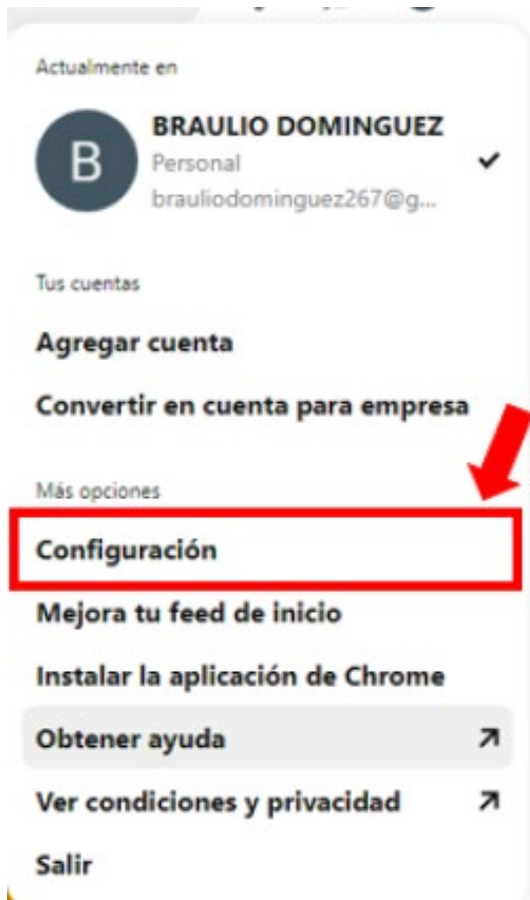 Actualmente en
B
BRAULIO DOMINGUEZ
Personal
brauliodominguez267@g...
Tus cuentas
Agregar cuenta
Convertir en cuenta para empresa
Más opciones
Configuración
Mejora tu feed de inicio
Instalar la aplicación de Chrome
Obtener ayuda
Ver condiciones y privacidad
Salir